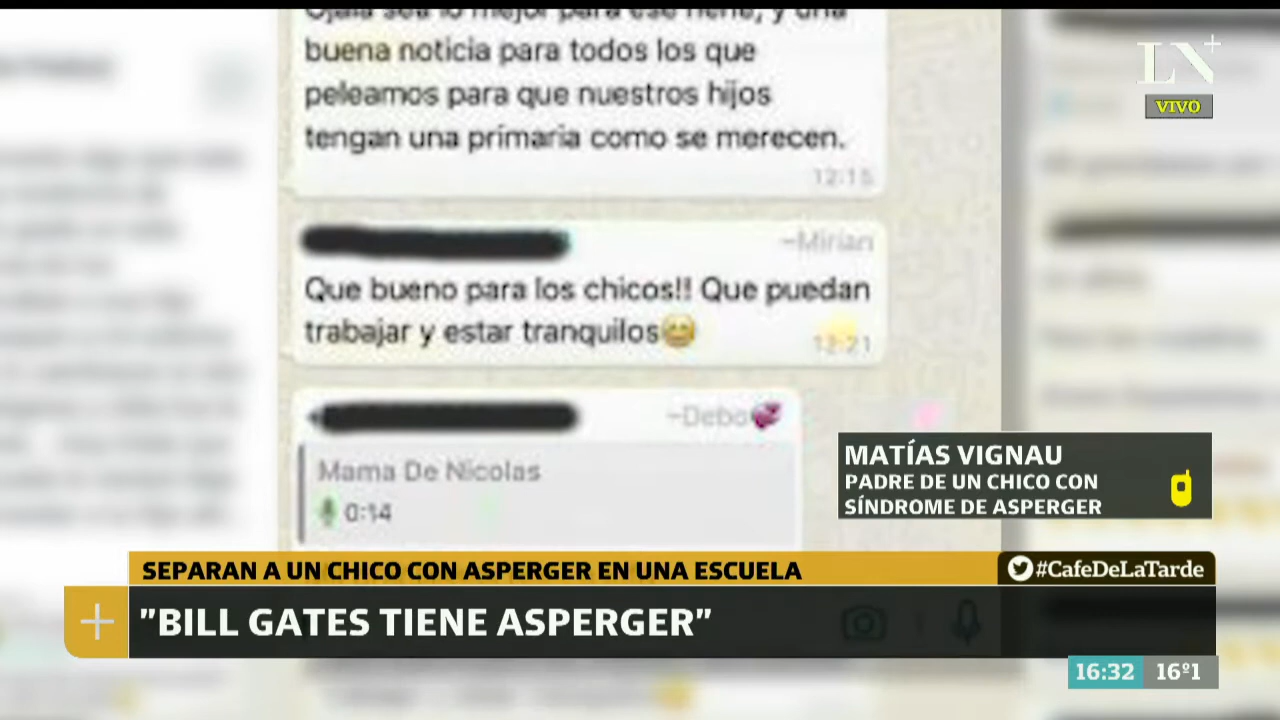 Ojalá sea lo mejor para ese nene, y una
buena noticia para todos los que
peleamos para que nuestros hijos
tengan una primaria como se merecen.
12:15
~Mirian
Que bueno para los chicos!! Que puedan
trabajar y estar tranquilos😄
12:21
~Debo💞
Mama De Nicolas
0:14
LN+
VIVO
MATÍAS VIGNAU
PADRE DE UN CHICO CON
SÍNDROME DE ASPERGER
SEPARAN A UN CHICO CON ASPERGER EN UNA ESCUELA
#CafeDeLaTarde
"BILL GATES TIENE ASPERGER"
16:32 16º1